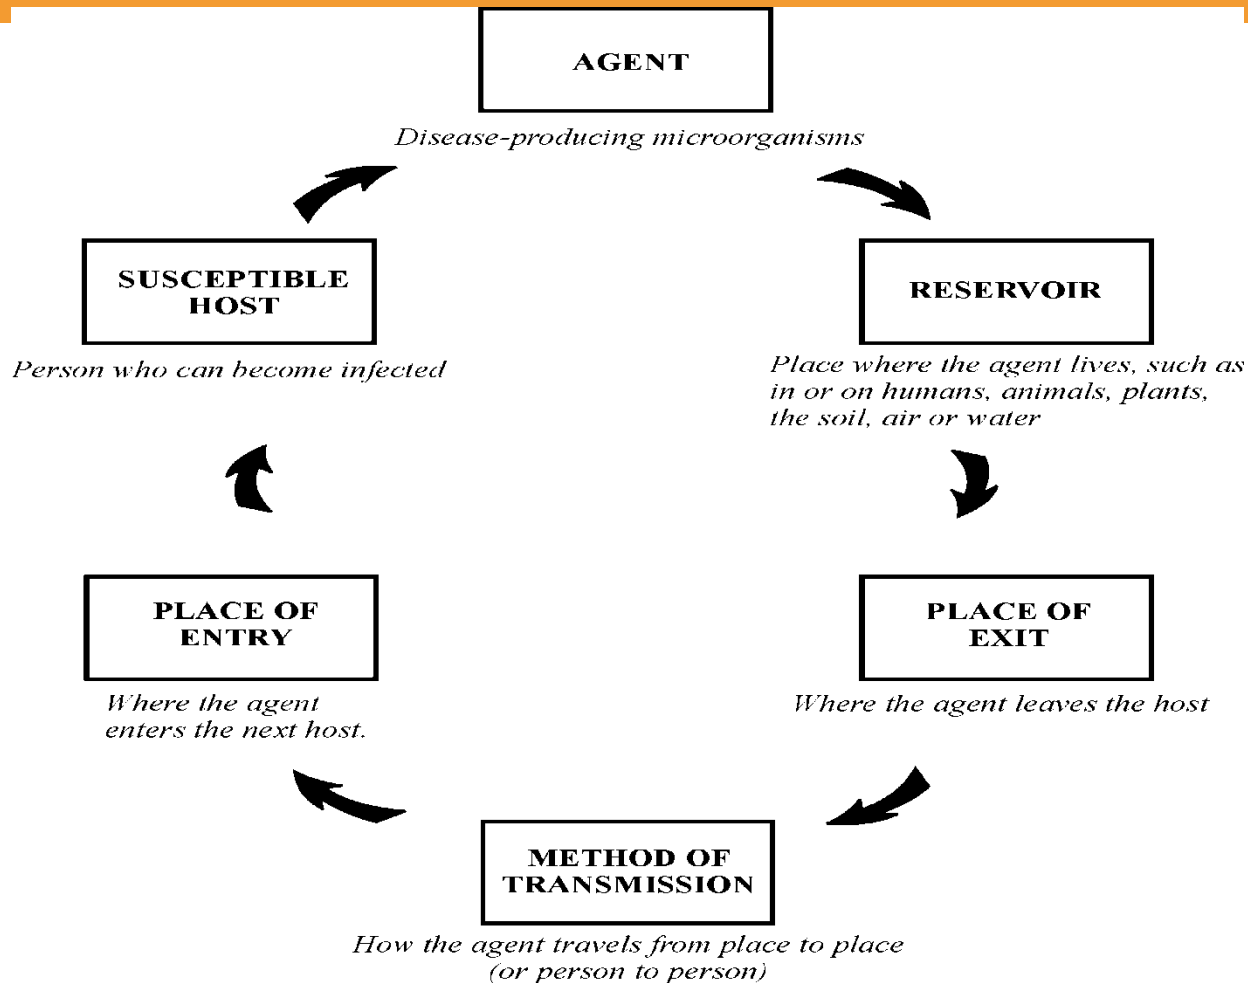 AGENT
Disease-producing microorganisms
RESERVOIR
Place where the agent lives, such as
in or on humans, animals, plants,
the soil, air or water
PLACE OF
EXIT
Where the agent leaves the host
METHOD OF
TRANSMISSION
How the agent travels from place to place
(or person to person)
PLACE OF
ENTRY
Where the agent
enters the next host.
SUSCEPTIBLE
HOST
Person who can become infected